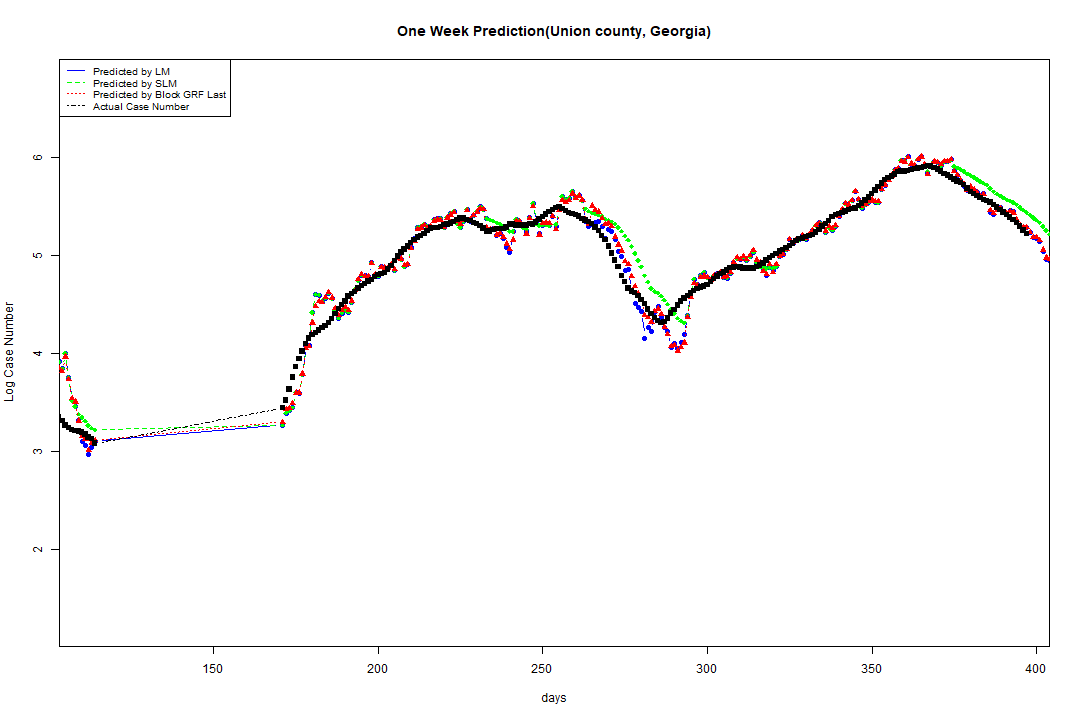 One Week Prediction(Union county, Georgia)
Predicted by LM
Predicted by SLM
Predicted by Block GRF Last
Actual Case Number
6
5
4
3
2
Log Case Number
150 200 250 300 350 400
days